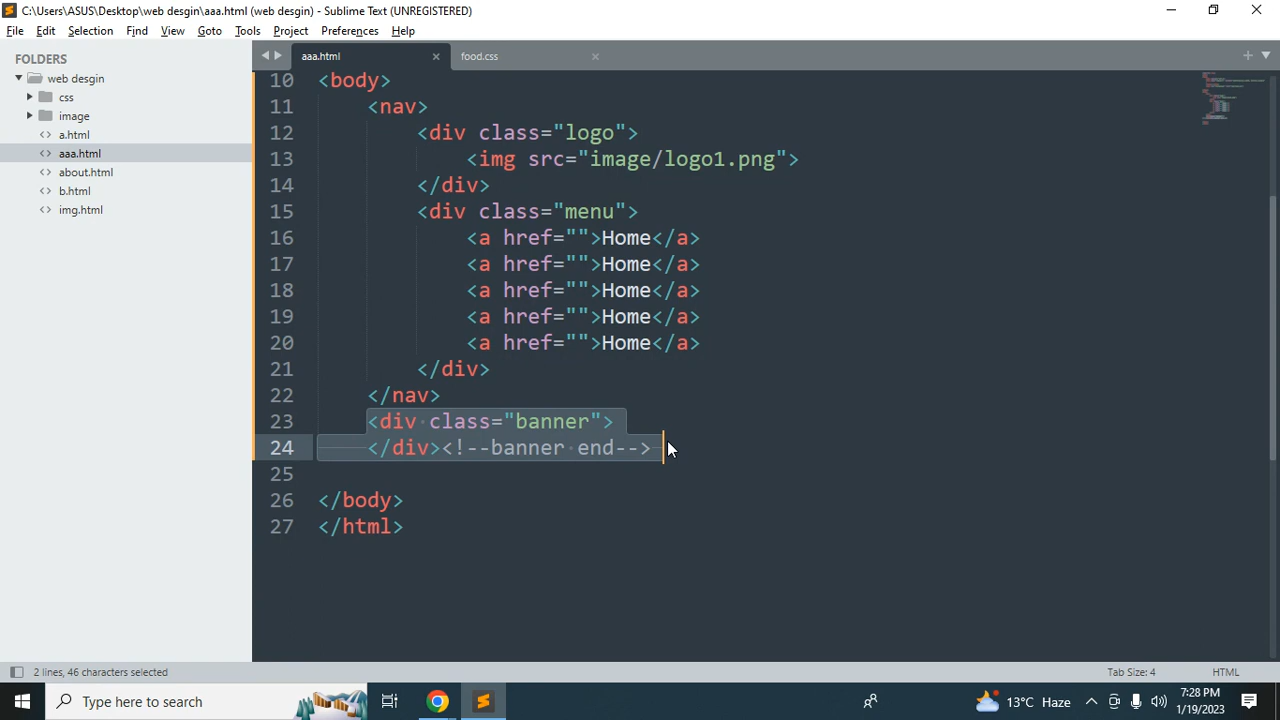 C:\Users\ASUS\Desktop\web desgin\aaa.html (web desgin) - Sublime Text (UNREGISTERED)
File Edit Selection Find View Goto Tools Project Preferences Help
FOLDERS
web desgin
css
image
a.html
aaa.html
about.html
b.html
img.html
aaa.html
food.css
10 <body>
11 <nav>
12 <div class="logo">
13 <img src="image/logo1.png">
14 </div>
15 <div class="menu">
16 <a href="">Home</a>
17 <a href="">Home</a>
18 <a href="">Home</a>
19 <a href="">Home</a>
20 <a href="">Home</a>
21 </div>
22 </nav>
23 <div class="banner">
24 </div><!--banner end-->
25
26 </body>
27 </html>
2 lines, 46 characters selected
Tab Size: 4
HTML
Type here to search
13°C Haze
7:28 PM
1/19/2023